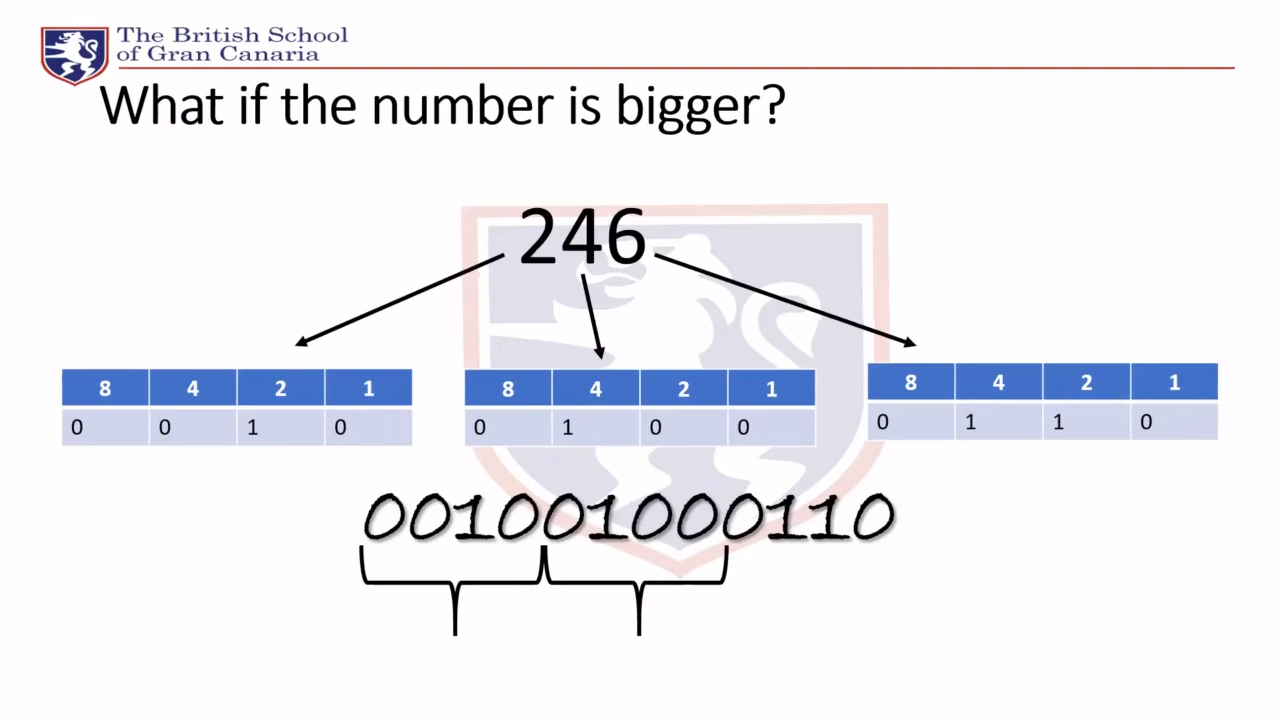 The British School
of Gran Canaria
What if the number is bigger?
246
8 4 2 1
0 0 1 0
8 4 2 1
0 1 0 0
8 4 2 1
0 1 1 0
001001000110